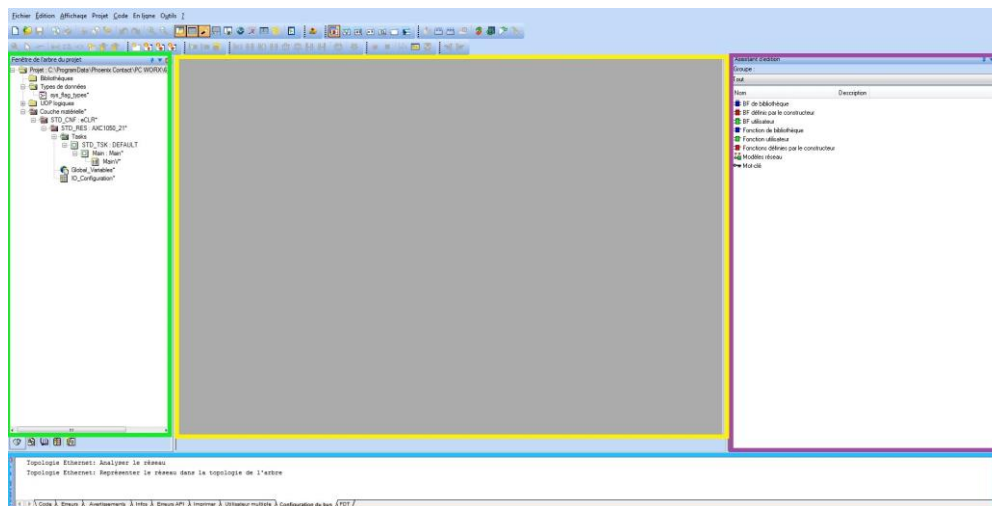 Fichier Édition Affichage Projet Code En ligne Outils ?
Fenêtre de l'arbre du projet
Projet : C:\ProgramData\Phoenix Contact\PC WORX\6
Bibliothèques
Types de données
sys_flag_types*
UOP logiques
Couche matérielle*
STD_CNF : eCLR*
STD_RES : AXC1050_21*
Tasks
STD_TSK : DEFAULT
Main : Main*
MainV*
Global_Variables*
IO_Configuration*
Assistant d'édition
Groupe
Tout
Nom Description
BF de bibliothèque
BF définis par le constructeur
BF utilisateur
Fonction de bibliothèque
Fonction utilisateur
Fonctions définies par le constructeur
Modèles réseau
Mot-clé
Topologie Ethernet: Analyser le réseau
Topologie Ethernet: Représenter le réseau dans la topologie de l'arbre
Code Erreurs Avertissements Infos Erreurs API Imprimer Utilisateur multiple Configuration du bus FDT